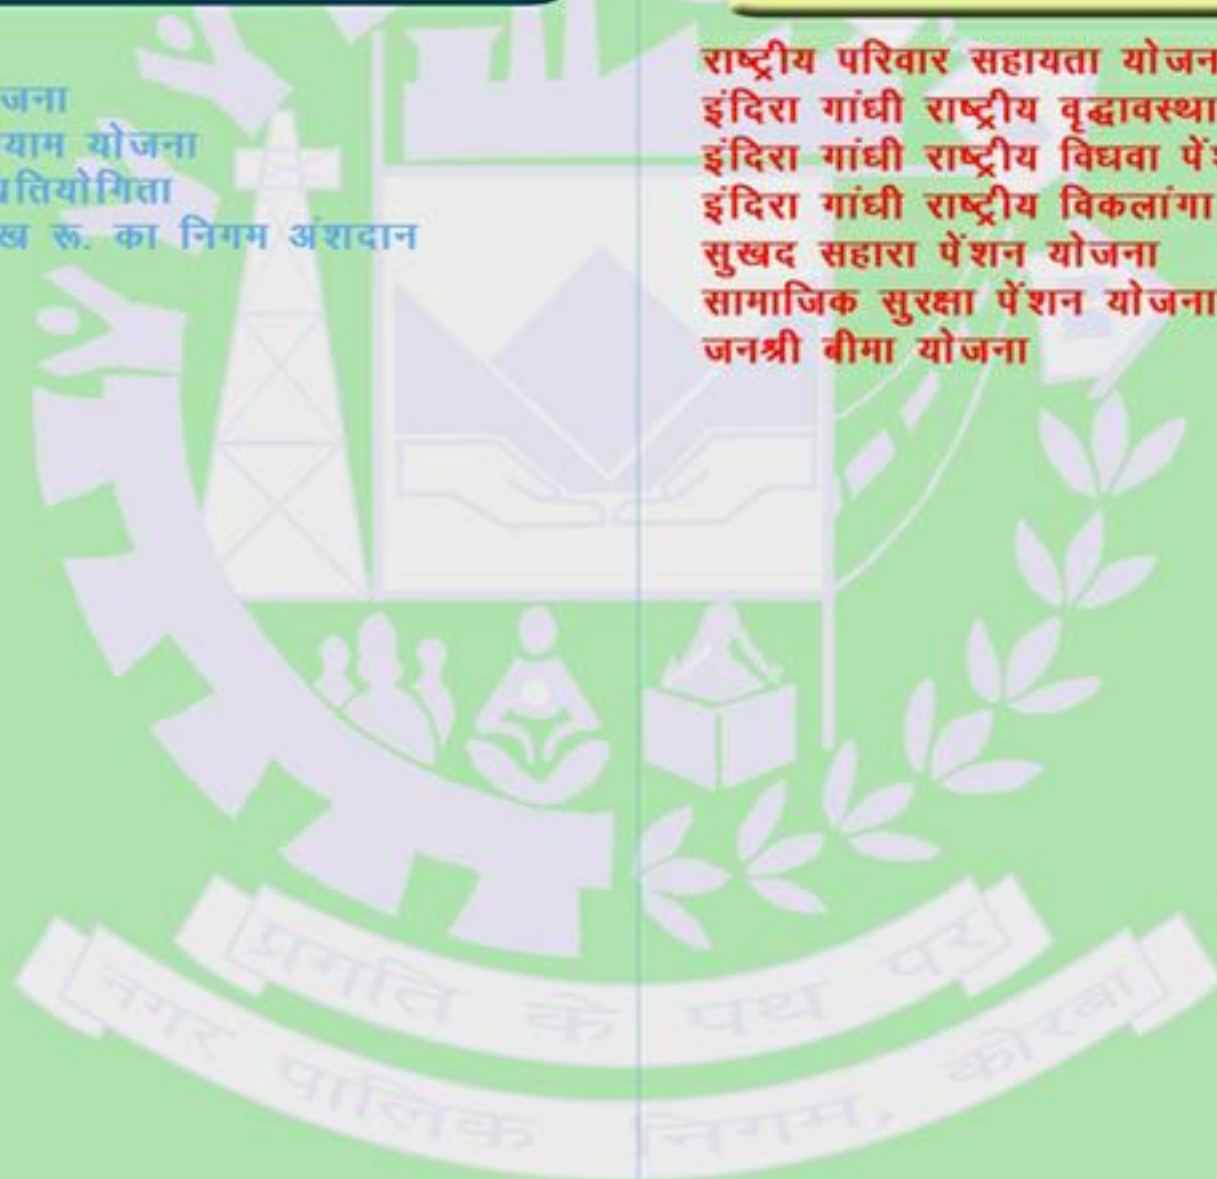 जना
याम योजना
तियोगिता
ख रू. का निगम अंशदान
राष्ट्रीय परिवार सहायता योजन
इंदिरा गांधी राष्ट्रीय वृद्धावस्था
इंदिरा गांधी राष्ट्रीय विधवा पें
इंदिरा गांधी राष्ट्रीय विकलांगा
सुखद सहारा पेंशन योजना
सामाजिक सुरक्षा पेंशन योजना
जनश्री बीमा योजना
प्रगति के पथ पर
नगर पालिक निगम, कोरबा